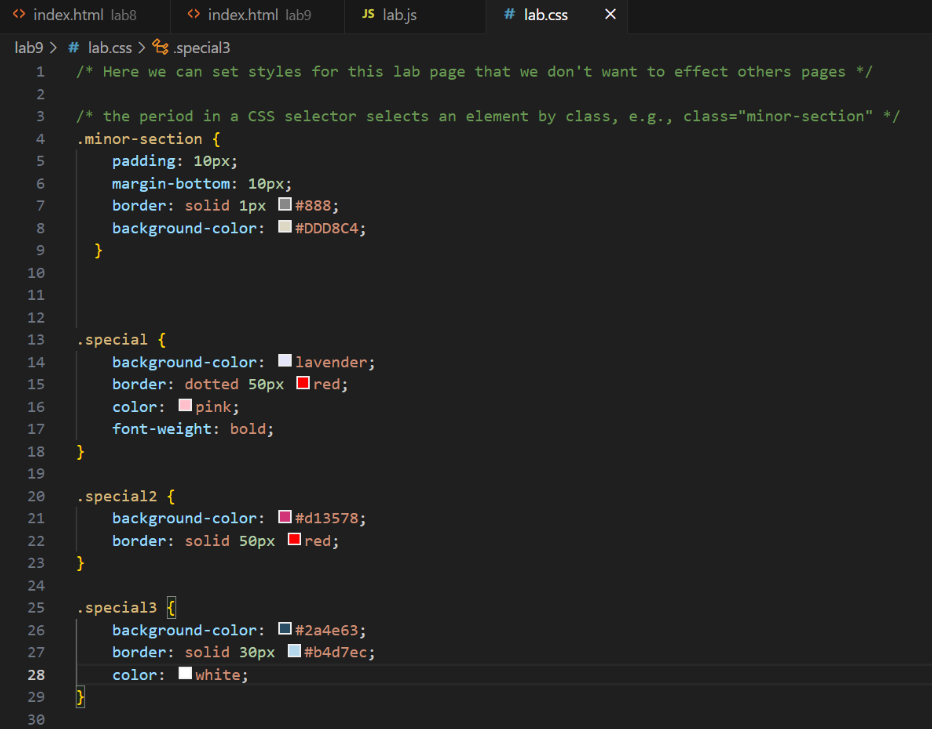 index.html lab8 index.html lab9 JS lab.js # lab.css ×
lab9 > # lab.css > .special3
1 /* Here we can set styles for this lab page that we don't want to effect others pages */
2
3 /* the period in a CSS selector selects an element by class, e.g., class="minor-section" */
4 .minor-section {
5     padding: 10px;
6     margin-bottom: 10px;
7     border: solid 1px #888;
8     background-color: #DDD8C4;
9   }
10
11
12
13 .special {
14     background-color: lavender;
15     border: dotted 50px red;
16     color: pink;
17     font-weight: bold;
18 }
19
20 .special2 {
21     background-color: #d13578;
22     border: solid 50px red;
23 }
24
25 .special3 {
26     background-color: #2a4e63;
27     border: solid 30px #b4d7ec;
28     color: white;
29 }
30